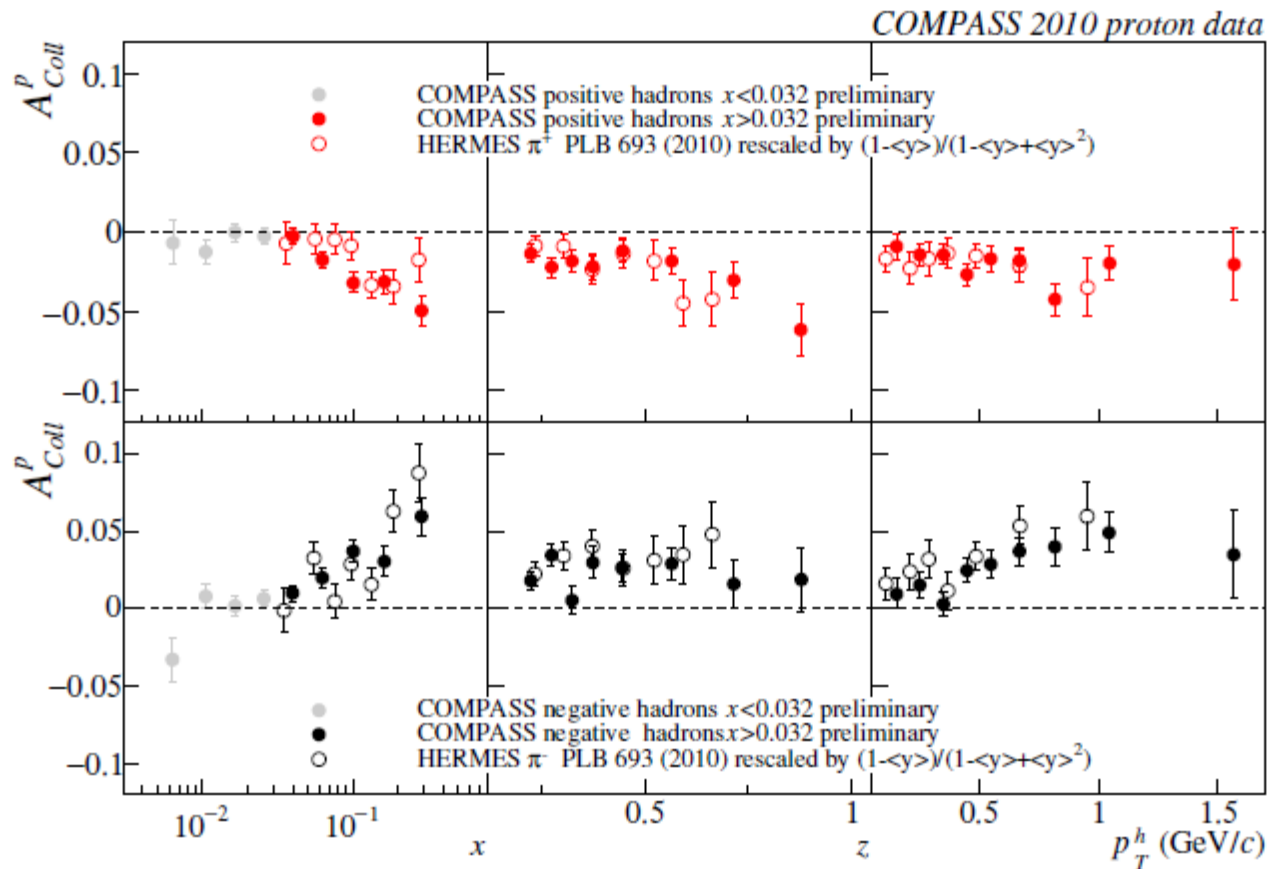 COMPASS 2010 proton data
A^p_Coll
0.1
0.05
0
−0.05
−0.1
COMPASS positive hadrons x<0.032 preliminary
COMPASS positive hadrons x>0.032 preliminary
HERMES π⁺ PLB 693 (2010) rescaled by (1-<y>)/(1-<y>+<y>²)
A^p_Coll
0.1
0.05
0
−0.05
−0.1
COMPASS negative hadrons x<0.032 preliminary
COMPASS negative hadronsx>0.032 preliminary
HERMES π⁻ PLB 693 (2010) rescaled by (1-<y>)/(1-<y>+<y>²)
10⁻² 10⁻¹ 0.5 1 0.5 1 1.5
x z p_T^h (GeV/c)